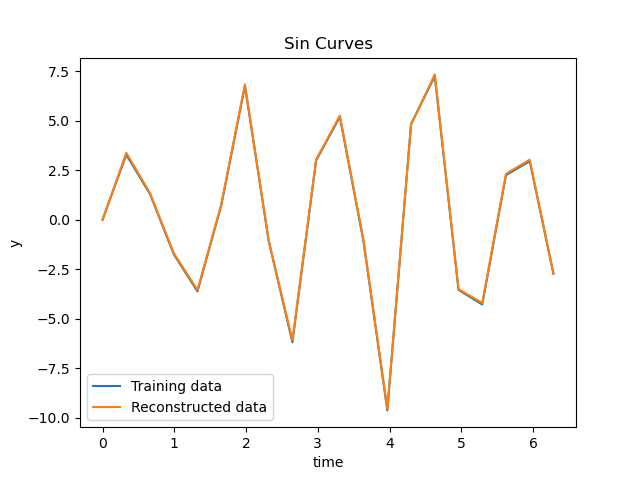 Sin Curves
7.5
5.0
2.5
0.0
−2.5
−5.0
−7.5
−10.0
y
Training data
Reconstructed data
0 1 2 3 4 5 6
time